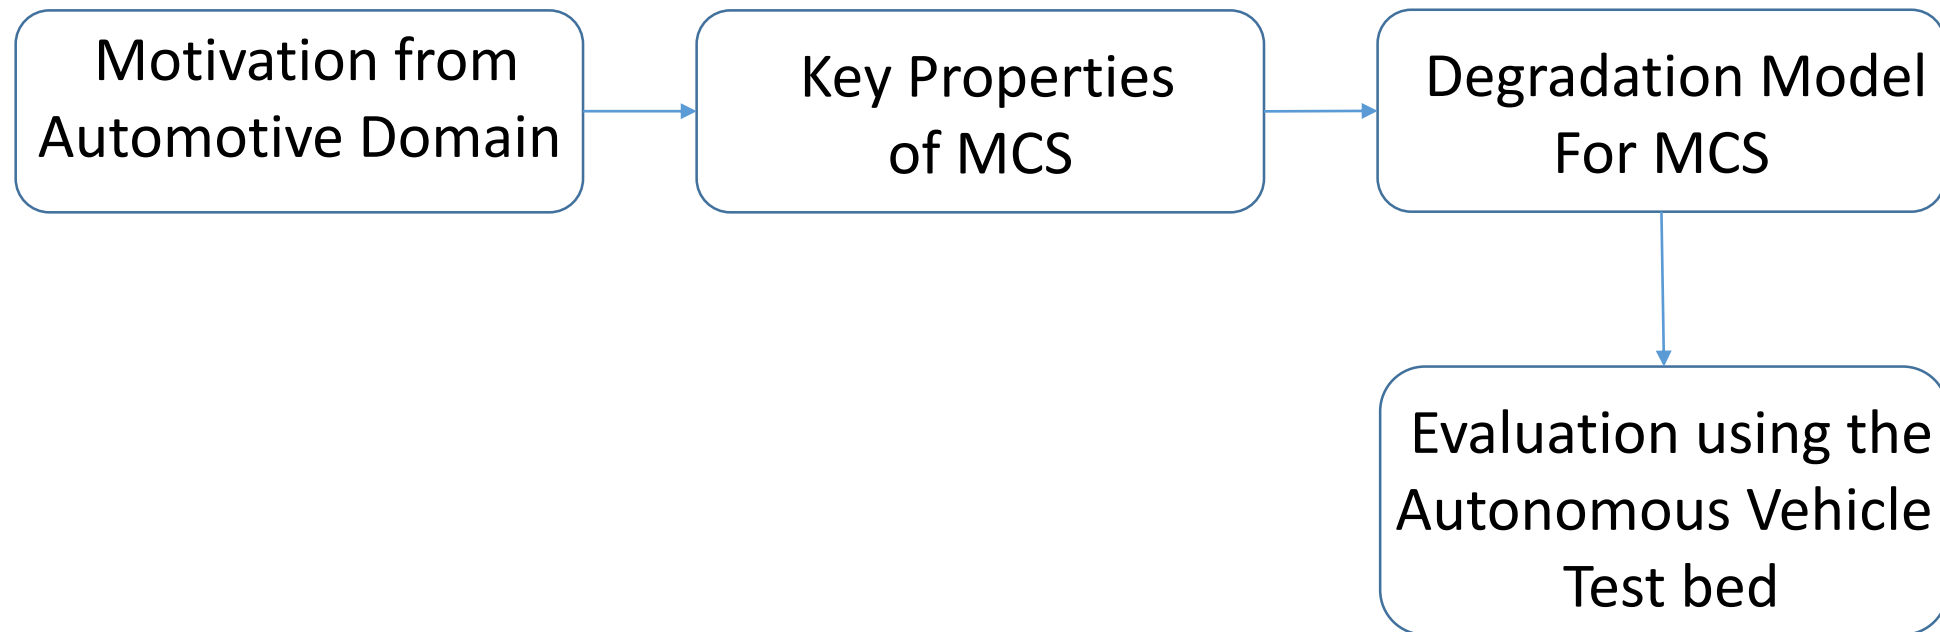 Motivation from
Automotive Domain
Key Properties
of MCS
Degradation Model
For MCS
Evaluation using the
Autonomous Vehicle
Test bed